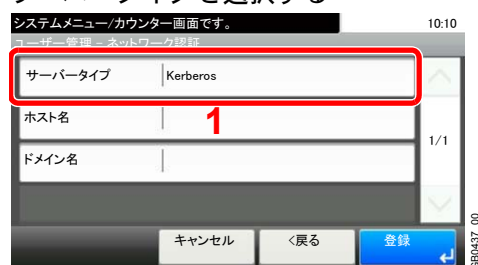 サーバータイプを選択する
システムメニュー/カウンター画面です。 10:10
ユーザー管理 - ネットワーク認証
サーバータイプ Kerberos
ホスト名
1
1/1
ドメイン名
キャンセル <戻る 登録
GB0437_00